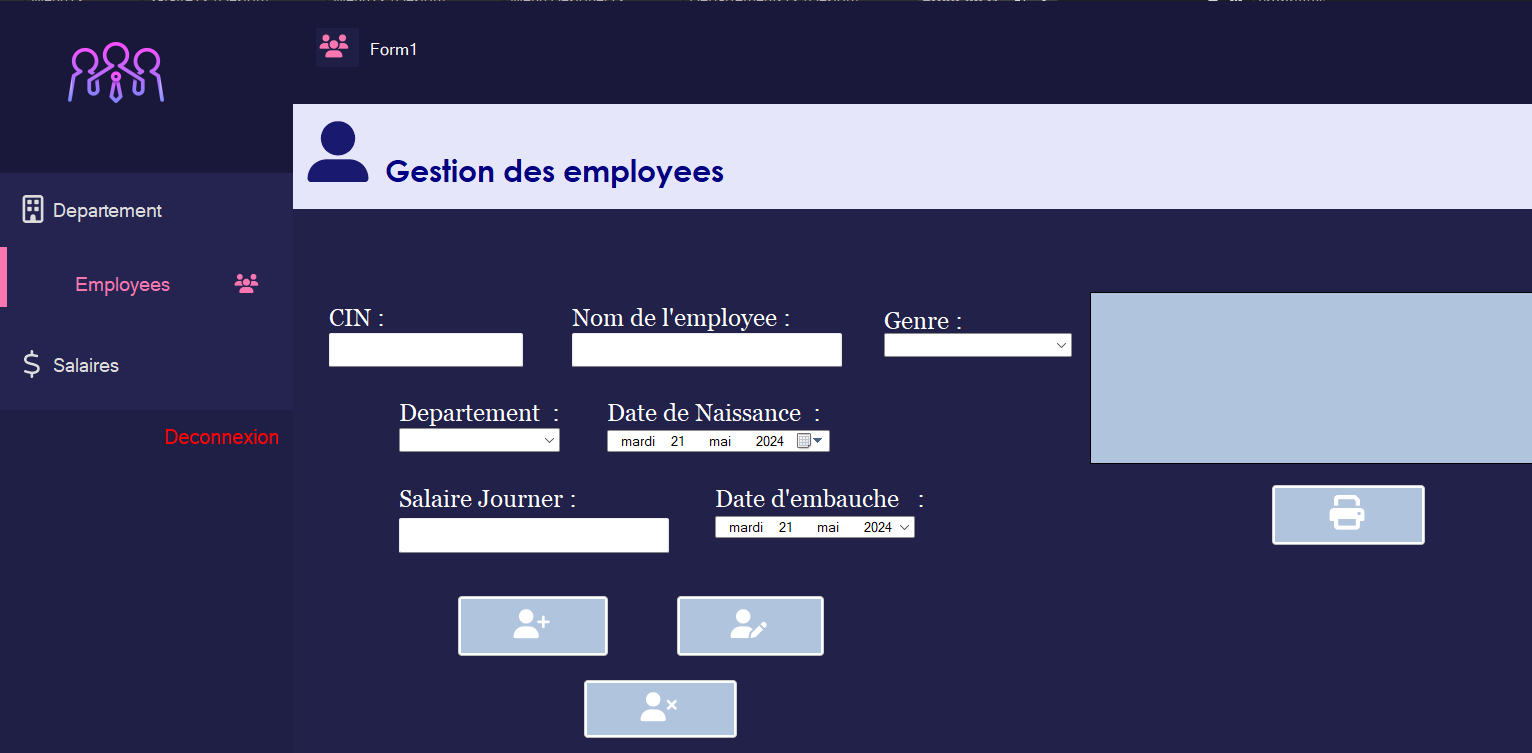 Form1
Gestion des employees
Departement
Employees
Salaires
Deconnexion
CIN :
Nom de l'employee :
Genre :
Departement :
Date de Naissance :
mardi 21 mai 2024
Salaire Journer :
Date d'embauche :
mardi 21 mai 2024